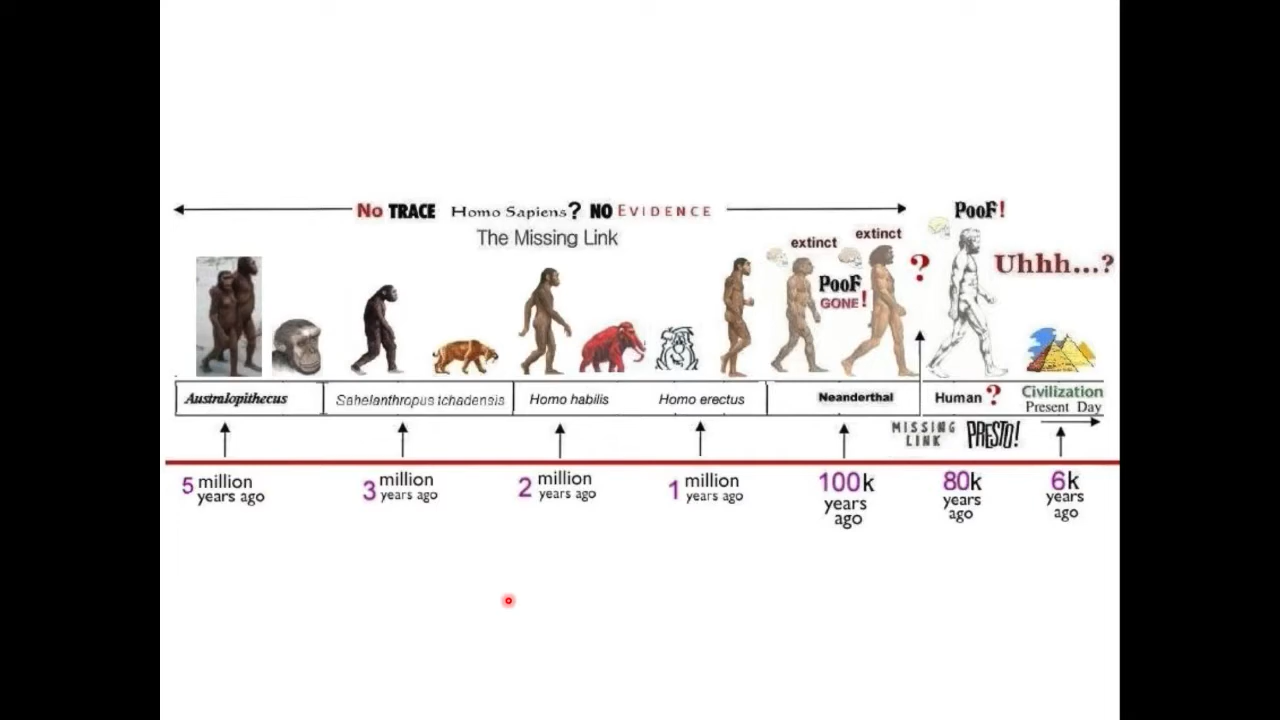 No TRACE Homo Sapiens? NO EVIDENCE
The Missing Link
PooF!
extinct
extinct
PooF
GONE!
?
Uhhh...?
Australopithecus
Sahelanthropus tchadensis
Homo habilis
Homo erectus
Neanderthal
Human ?
Civilization
Present Day
MISSING
LINK
PRESTO!
5 million
years ago
3 million
years ago
2 million
years ago
1 million
years ago
100k
years
ago
80k
years
ago
6k
years
ago